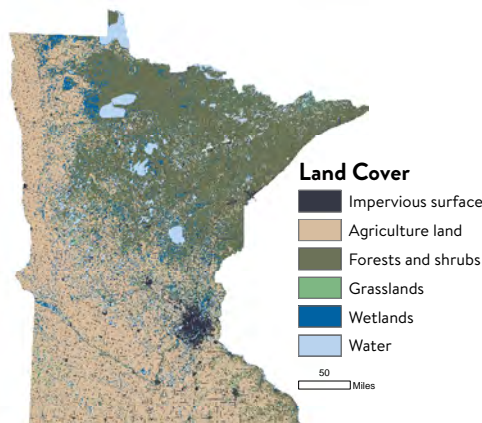 Land Cover
Impervious surface
Agriculture land
Forests and shrubs
Grasslands
Wetlands
Water
50
Miles